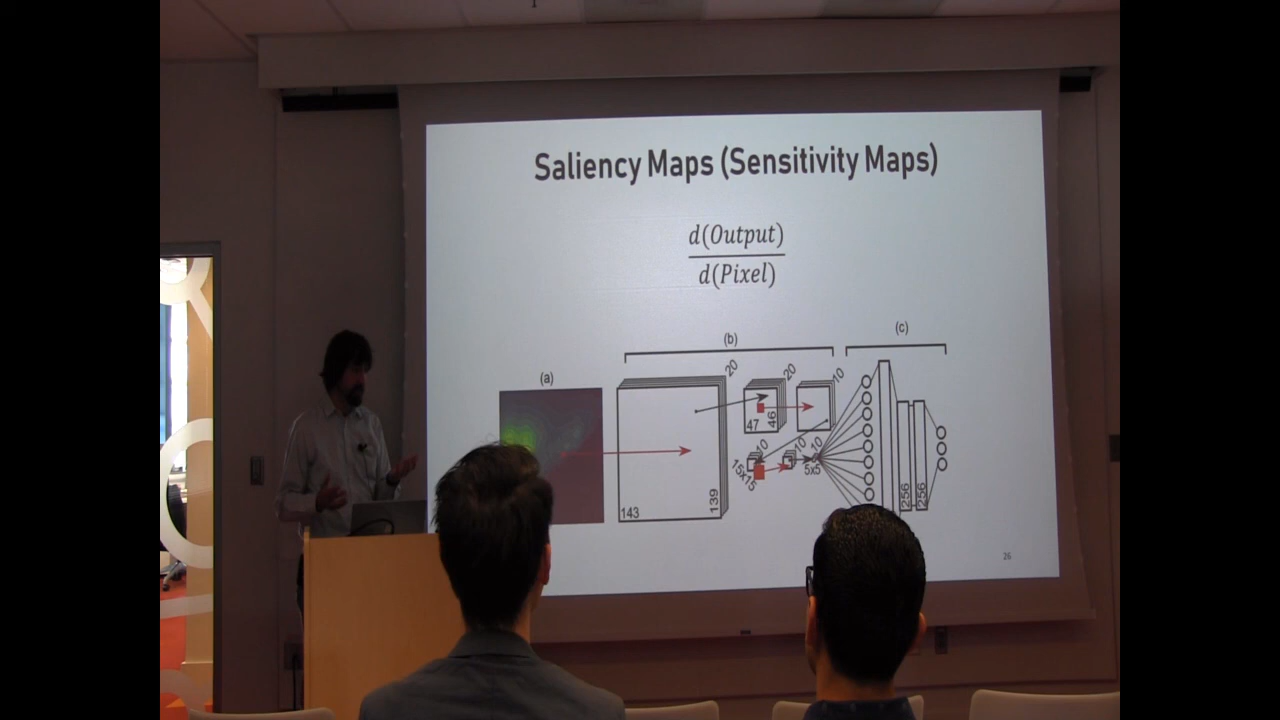 Saliency Maps (Sensitivity Maps)
d(Output)
d(Pixel)
(a)
(b)
(c)
20
20
10
143
139
47
46
15x15
10
10
10
5x5
256
256
26